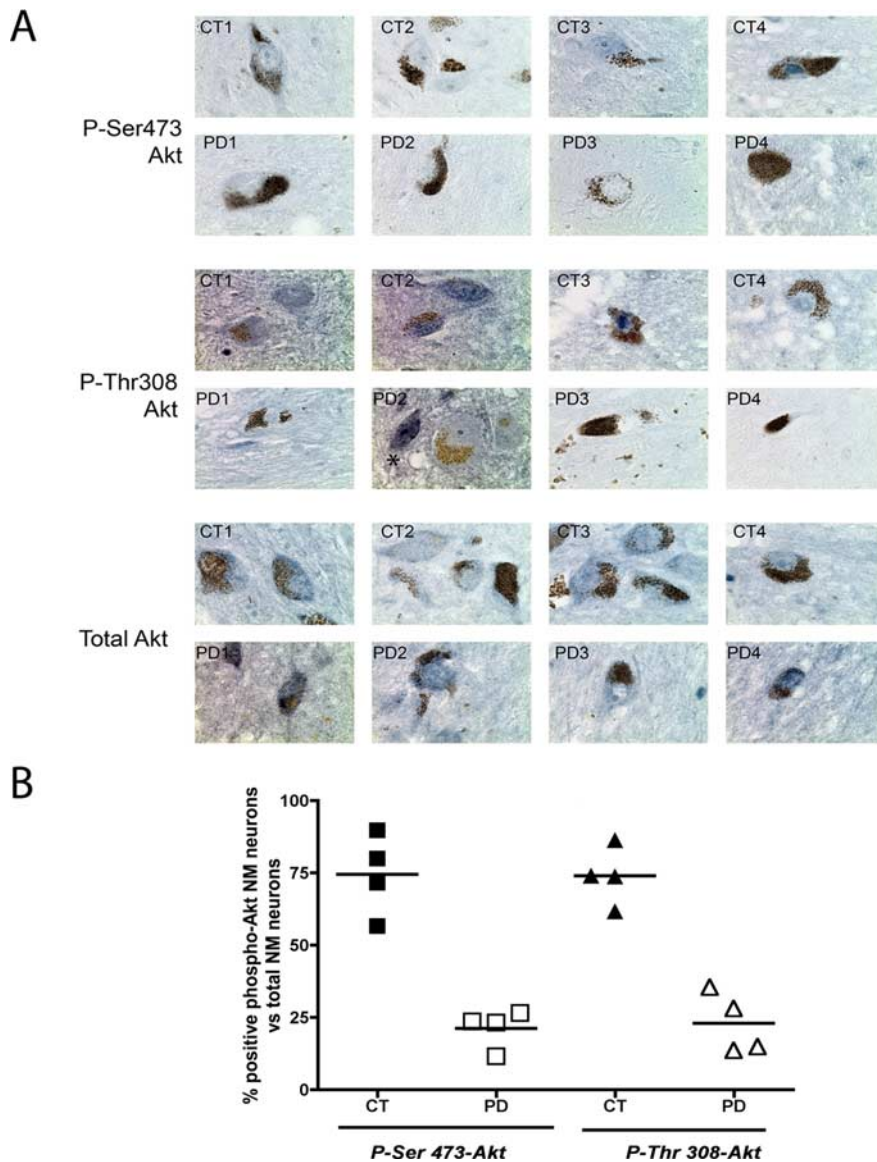 A
CT1 CT2 CT3 CT4
P-Ser473
Akt
PD1 PD2 PD3 PD4
CT1 CT2 CT3 CT4
P-Thr308
Akt
PD1 PD2 PD3 PD4
*
CT1 CT2 CT3 CT4
Total Akt
PD1 PD2 PD3 PD4
B
% positive phospho-Akt NM neurons
vs total NM neurons
100
75
50
25
0
CT PD CT PD
P-Ser 473-Akt P-Thr 308-Akt